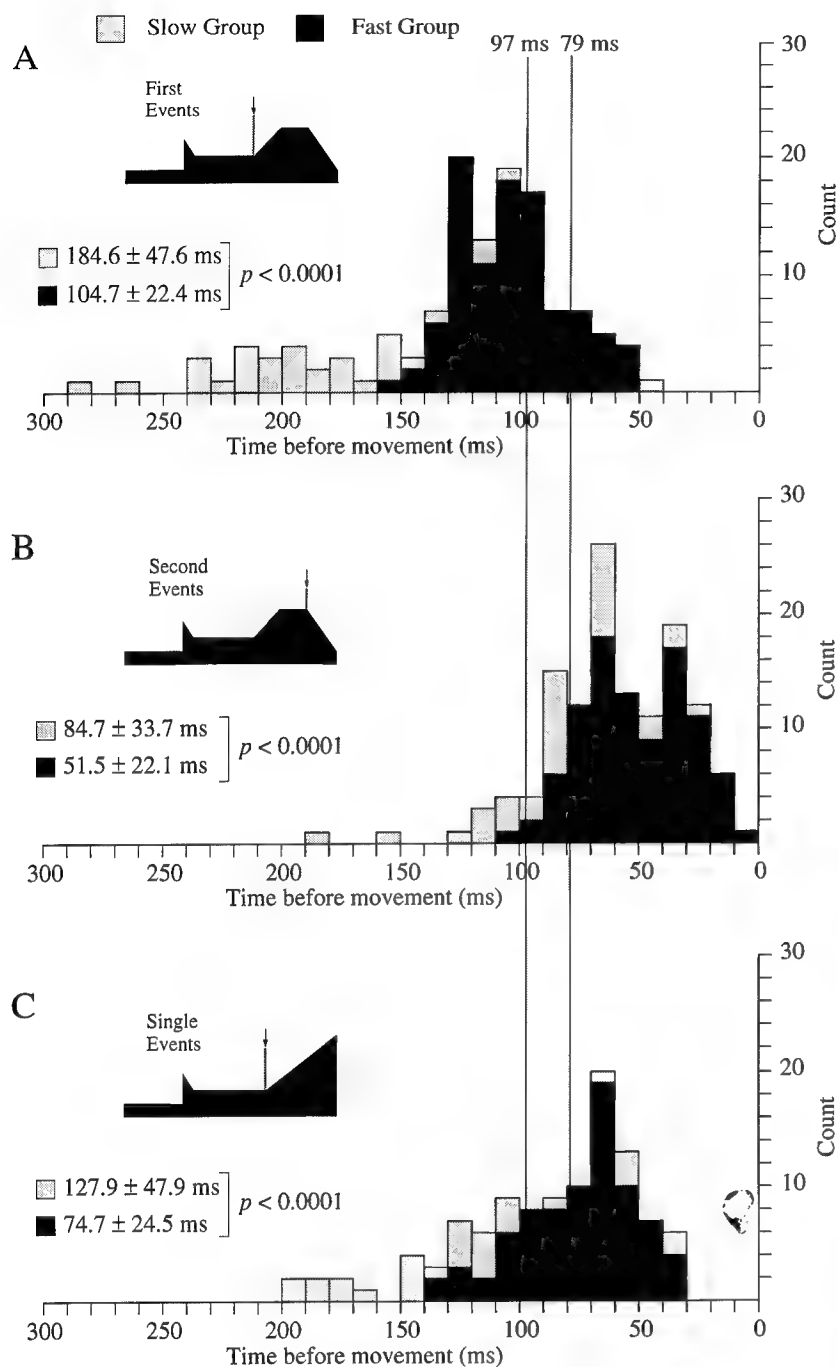 Slow Group Fast Group
A
97 ms 79 ms
First
Events
184.6 ± 47.6 ms
104.7 ± 22.4 ms
p < 0.0001
30
20
10
Count
300 250 200 150 100 50 0
Time before movement (ms)
B
Second
Events
84.7 ± 33.7 ms
51.5 ± 22.1 ms
p < 0.0001
30
20
10
Count
300 250 200 150 100 50 0
Time before movement (ms)
C
Single
Events
127.9 ± 47.9 ms
74.7 ± 24.5 ms
p < 0.0001
30
20
10
Count
300 250 200 150 100 50 0
Time before movement (ms)